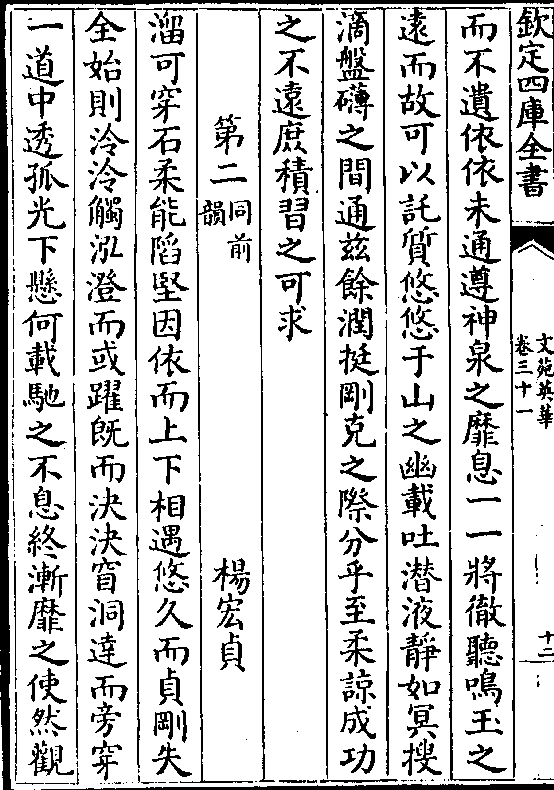 欽定四庫全書
文苑英華
卷三十一
十二
而不遺依依未通遵神泉之靡息一一將徹聽鳴玉之
遠而故可以託質悠悠于山之幽載吐潛液靜如冥搜
滴盤礴之間通茲餘潤挺剛克之際分乎至柔諒成功
之不遠庶積習之可求
第二同前韻
楊宏貞
溜可穿石柔能䧟堅因依而上下相遇悠久而貞剛失
全始則泠泠觸泓澄而或躍既而決決窅洞達而旁穿
一道中透孤光下懸何載馳之不息終漸靡之使然觀